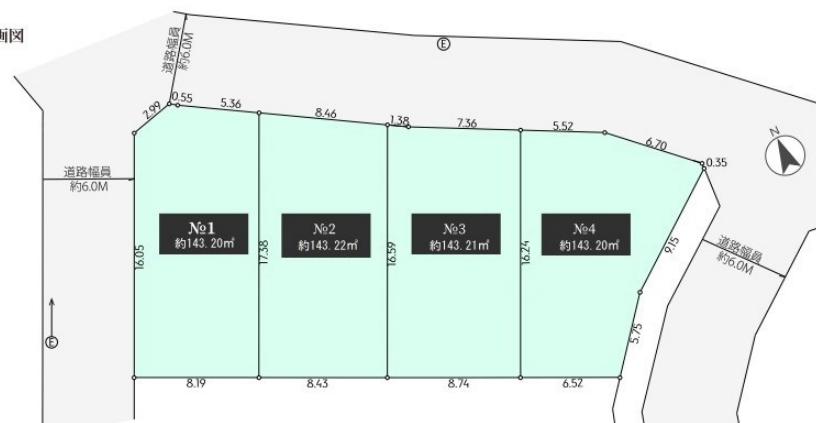 画図
道路幅員
約6.0M
E
2.99
0.55
5.36
8.46
1.38
7.36
5.52
6.70
0.35
N
道路幅員
約6.0M
№1
約143.20㎡
№2
約143.22㎡
№3
約143.21㎡
№4
約143.20㎡
16.05
17.38
16.59
16.24
9.15
道路幅員
約6.0M
5.75
E
8.19
8.43
8.74
6.52